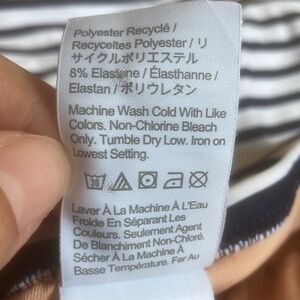 Polyester Recyclé /
Recycceltes Polyester / リ
サイクルポリエステル
8% Elastane / Élasthanne /
Elastan / ポリウレタン
Machine Wash Cold With Like
Colors. Non-Chlorine Bleach
Only. Tumble Dry Low. Iron on
Lowest Setting.
30
Laver À La Machine À L'Eau
Froide En Séparant Les
Couleurs. Seulement Agent
De Blanchiment Non-Chloré.
Sécher À La Machine À
Basse Température. Fer Au